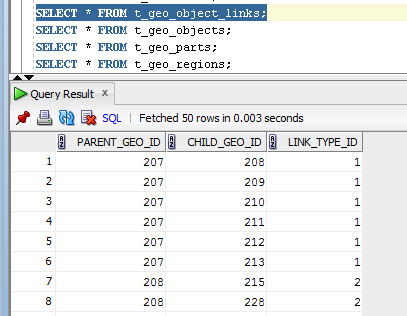 SELECT * FROM t_geo_object_links;
SELECT * FROM t_geo_objects;
SELECT * FROM t_geo_parts;
SELECT * FROM t_geo_regions;
Query Result x
SQL | Fetched 50 rows in 0.003 seconds
PARENT_GEO_ID CHILD_GEO_ID LINK_TYPE_ID
1 207 208 1
2 207 209 1
3 207 210 1
4 207 211 1
5 207 212 1
6 207 213 1
7 208 215 2
8 208 228 2